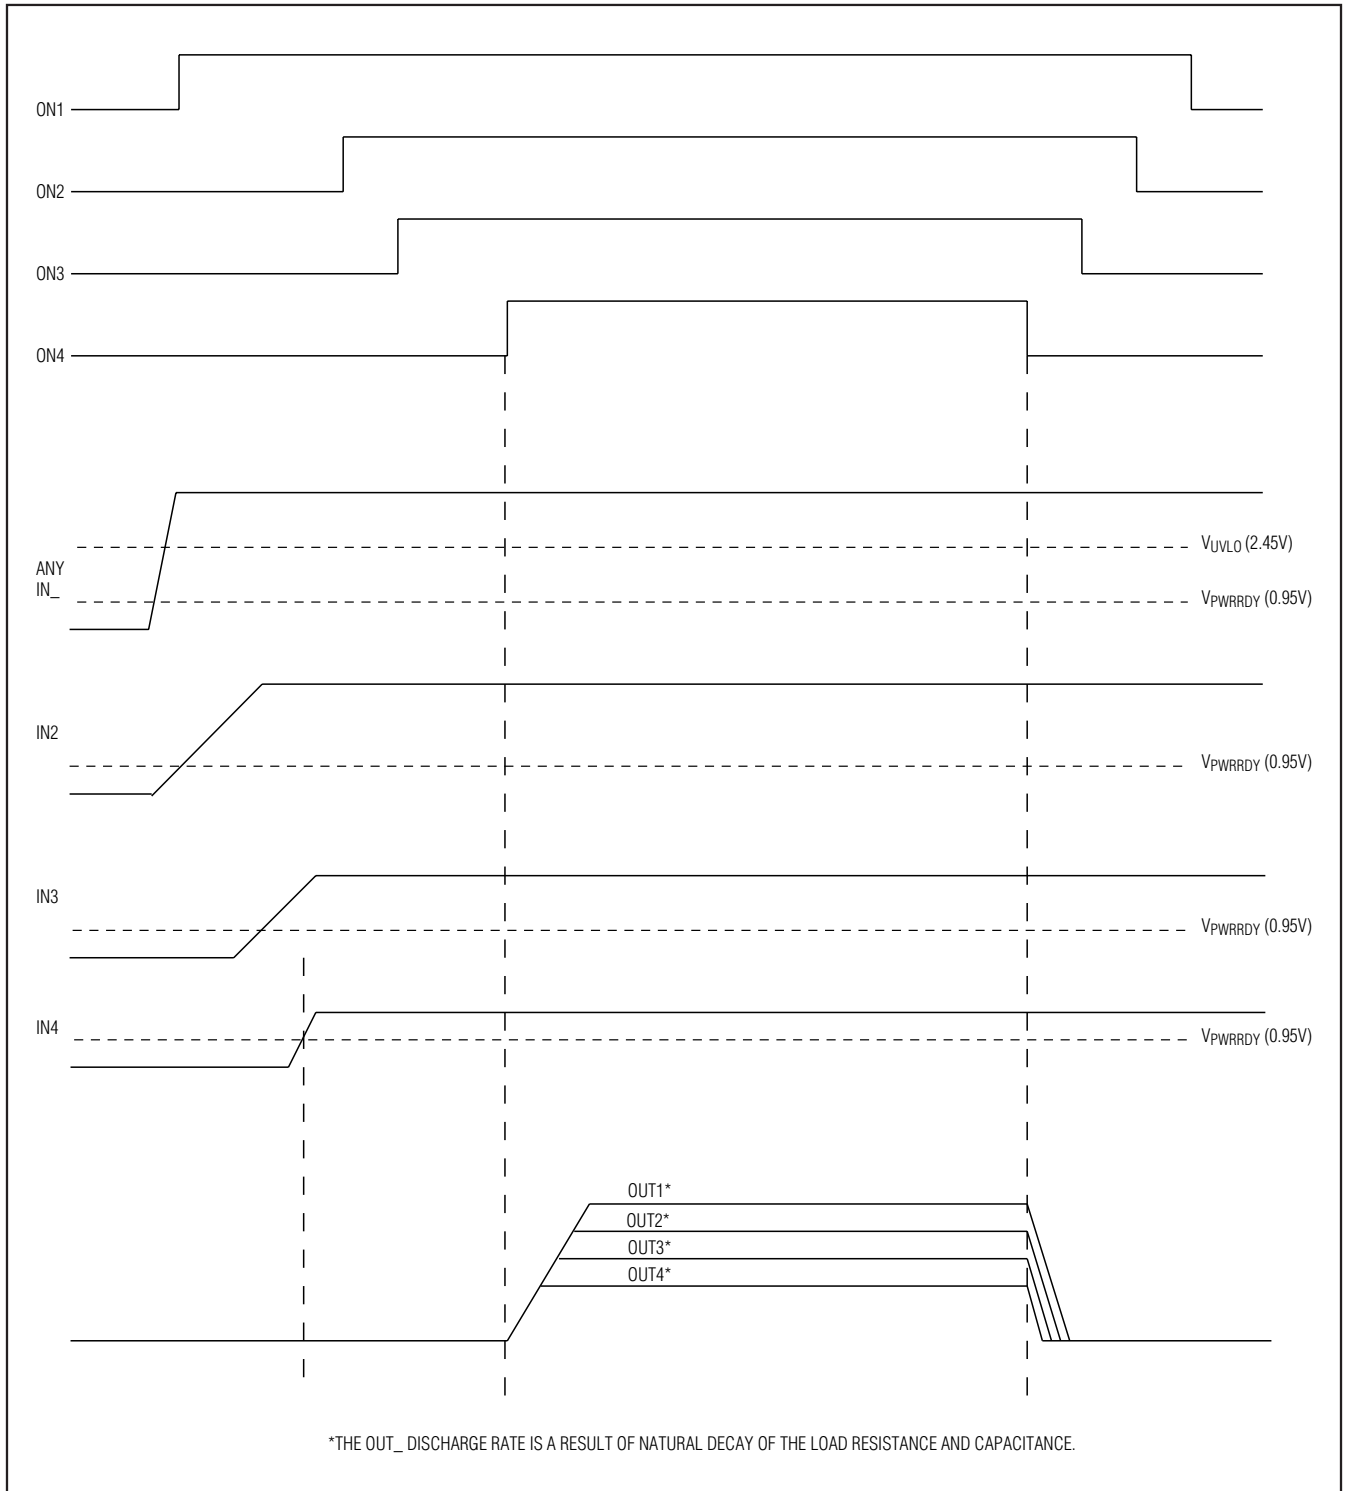 ON1
ON2
ON3
ON4
VUVLO (2.45V)
ANY
IN_
VPWRRDY (0.95V)
IN2
VPWRRDY (0.95V)
IN3
VPWRRDY (0.95V)
IN4
VPWRRDY (0.95V)
OUT1*
OUT2*
OUT3*
OUT4*
*THE OUT_ DISCHARGE RATE IS A RESULT OF NATURAL DECAY OF THE LOAD RESISTANCE AND CAPACITANCE.